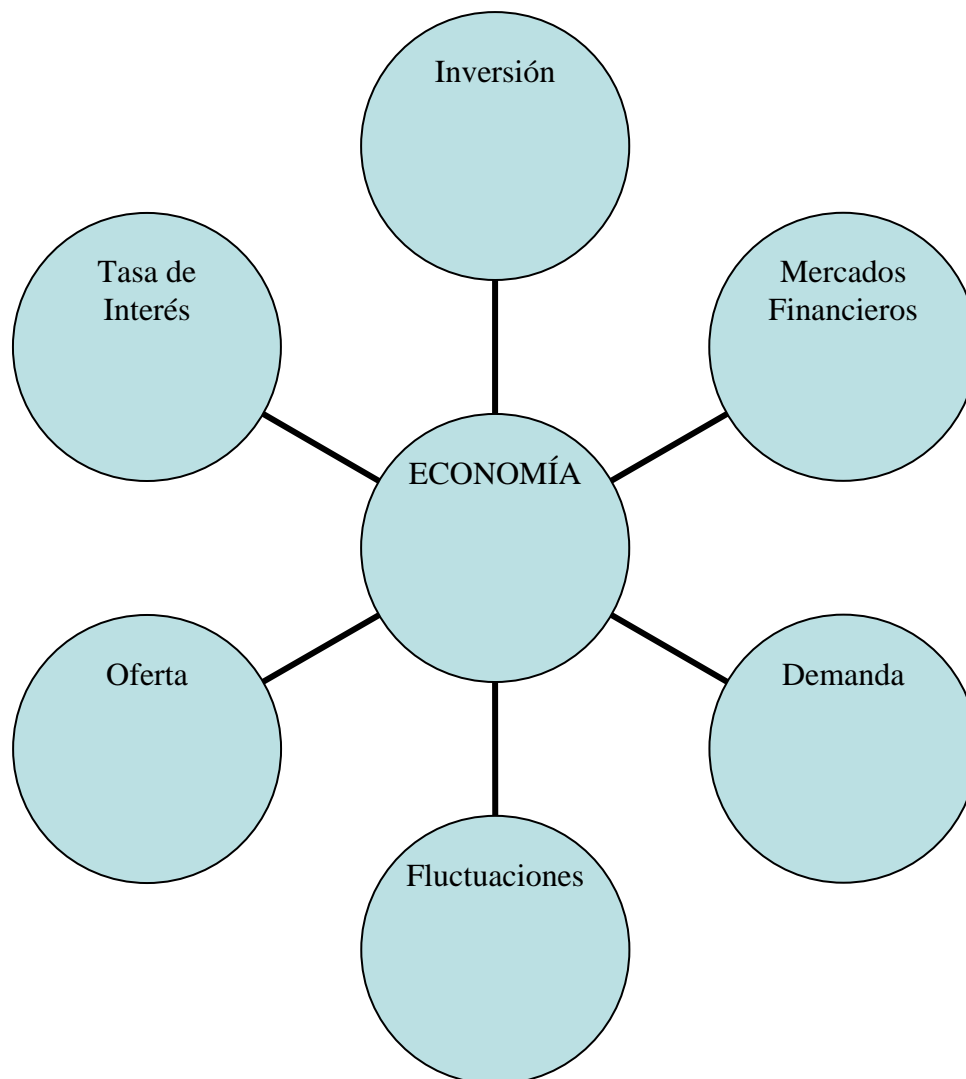 Inversión
Tasa de
Interés
Mercados
Financieros
ECONOMÍA
Oferta
Demanda
Fluctuaciones